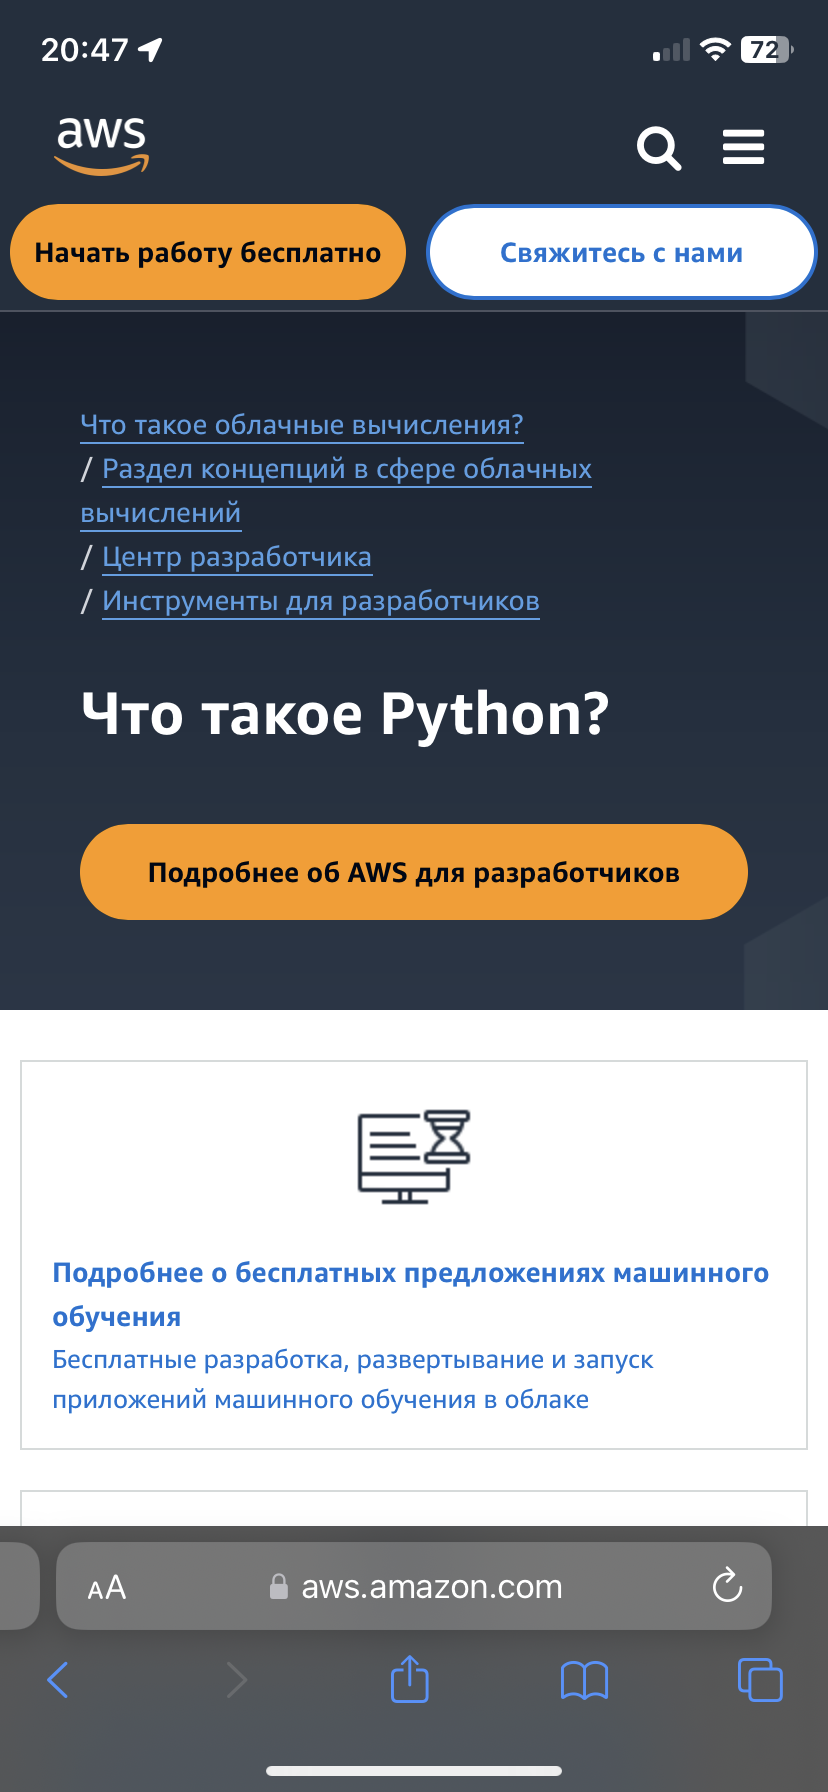 20:47
72
aws
Начать работу бесплатно
Свяжитесь с нами
Что такое облачные вычисления?
/ Раздел концепций в сфере облачных
вычислений
/ Центр разработчика
/ Инструменты для разработчиков
Что такое Python?
Подробнее об AWS для разработчиков
Подробнее о бесплатных предложениях машинного
обучения
Бесплатные разработка, развертывание и запуск
приложений машинного обучения в облаке
AA
aws.amazon.com